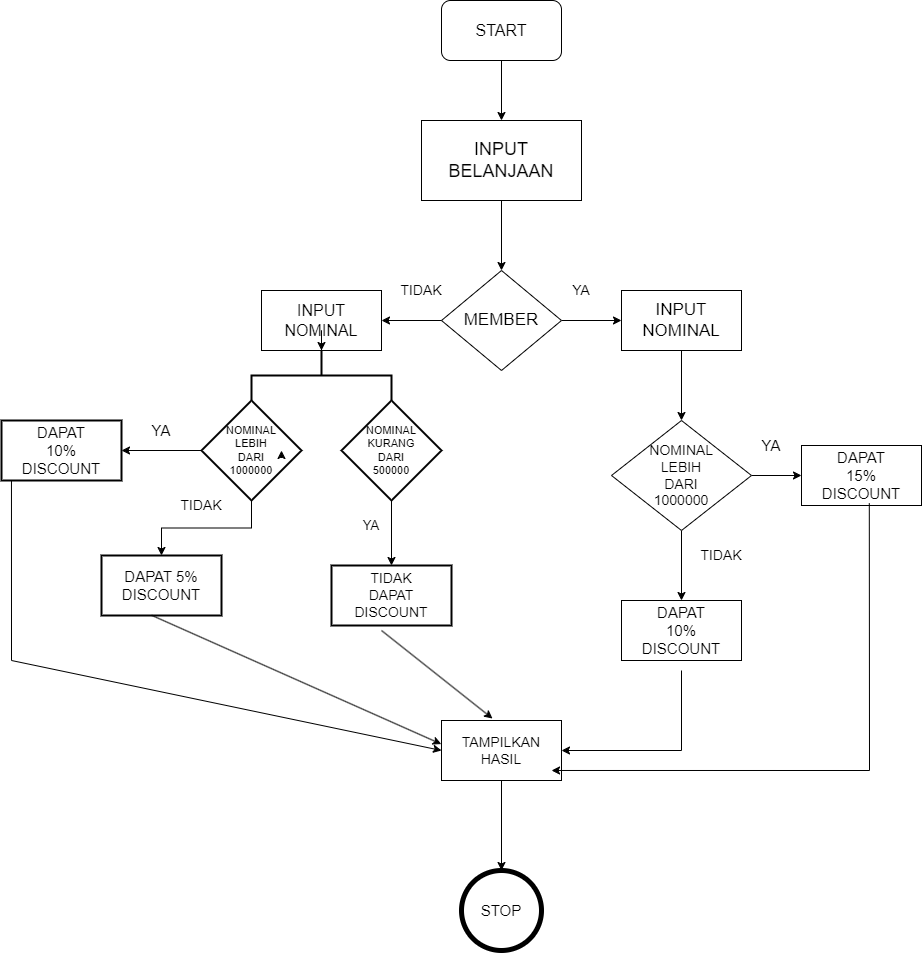 START
INPUT
BELANJAAN
TIDAK
MEMBER
YA
INPUT
NOMINAL
INPUT
NOMINAL
DAPAT
10%
DISCOUNT
YA
NOMINAL
LEBIH
DARI
1000000
NOMINAL
KURANG
DARI
500000
NOMINAL
LEBIH
DARI
1000000
YA
DAPAT
15%
DISCOUNT
TIDAK
YA
TIDAK
DAPAT 5%
DISCOUNT
TIDAK
DAPAT
DISCOUNT
DAPAT
10%
DISCOUNT
TAMPILKAN
HASIL
STOP